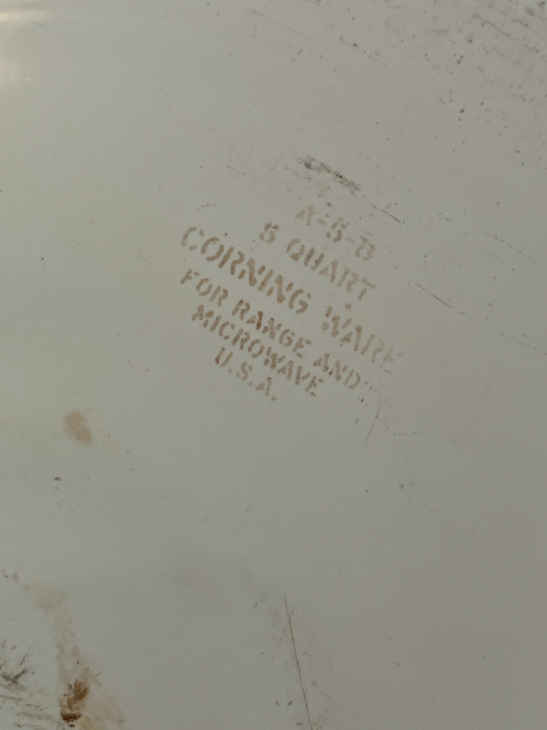 A-5-B
5 QUART
CORNING WARE
FOR RANGE AND
MICROWAVE
U.S.A.